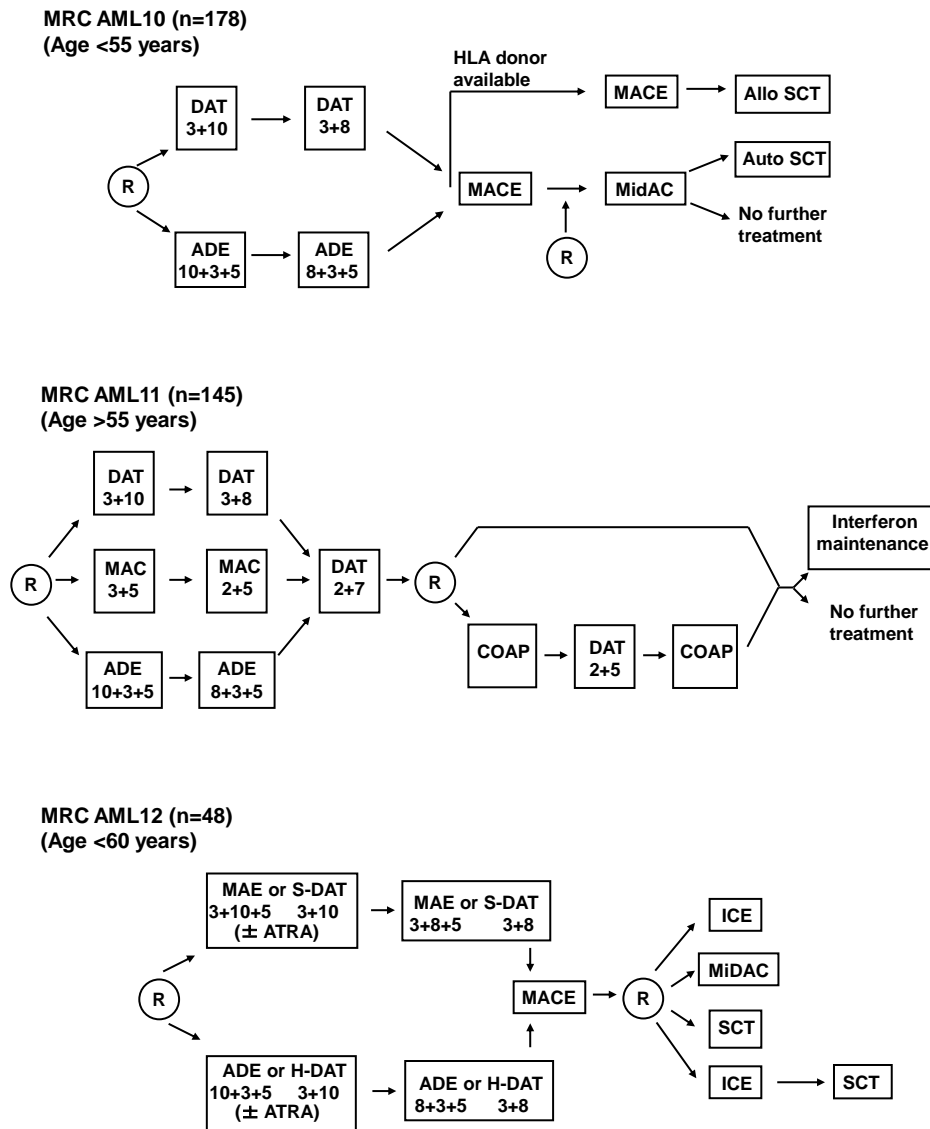 MRC AML10 (n=178)
(Age <55 years)
HLA donor
available
DAT
3+10
DAT
3+8
MACE
Allo SCT
R
MACE
MidAC
Auto SCT
No further
treatment
ADE
10+3+5
ADE
8+3+5
R
MRC AML11 (n=145)
(Age >55 years)
DAT
3+10
DAT
3+8
R
MAC
3+5
MAC
2+5
DAT
2+7
R
Interferon
maintenance
No further
treatment
ADE
10+3+5
ADE
8+3+5
COAP
DAT
2+5
COAP
MRC AML12 (n=48)
(Age <60 years)
MAE or S-DAT
3+10+5 3+10
(± ATRA)
MAE or S-DAT
3+8+5 3+8
R
MACE
R
ICE
MiDAC
SCT
ICE
SCT
ADE or H-DAT
10+3+5 3+10
(± ATRA)
ADE or H-DAT
8+3+5 3+8